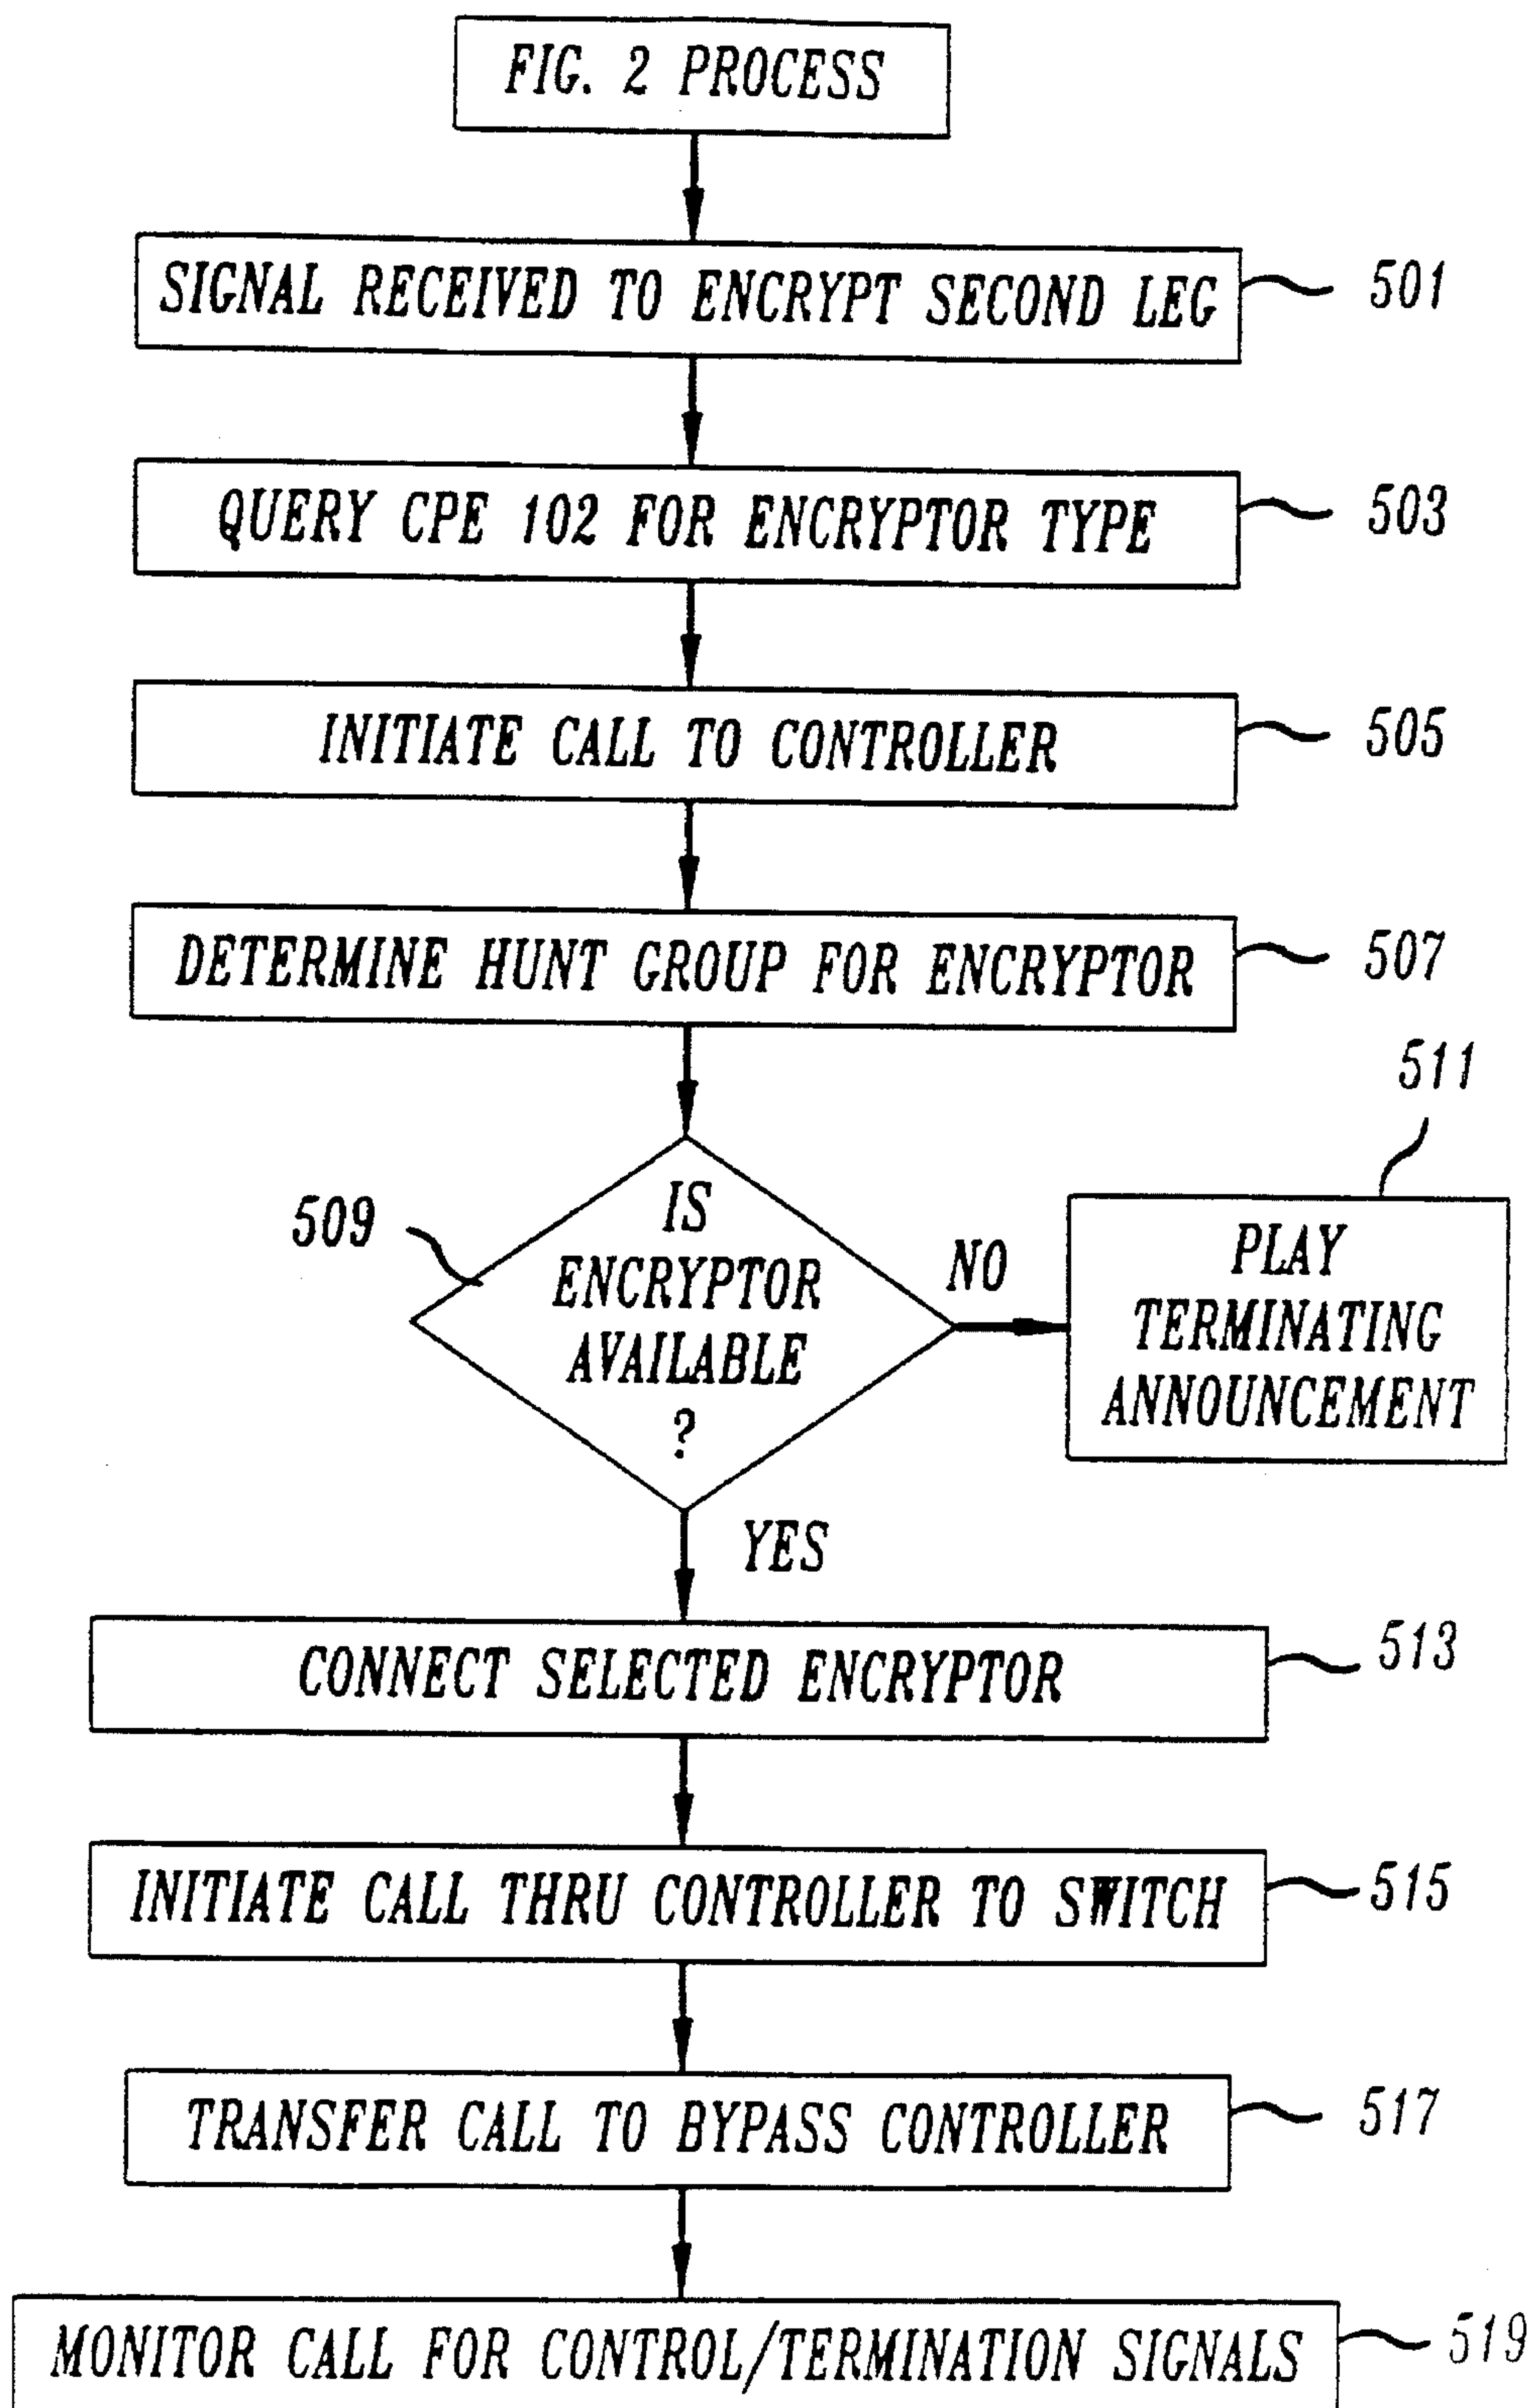 FIG. 2 PROCESS
SIGNAL RECEIVED TO ENCRYPT SECOND LEG
501
QUERY CPE 102 FOR ENCRYPTOR TYPE
503
INITIATE CALL TO CONTROLLER
505
DETERMINE HUNT GROUP FOR ENCRYPTOR
507
509
IS
ENCRYPTOR
AVAILABLE
?
NO
511
PLAY
TERMINATING
ANNOUNCEMENT
YES
CONNECT SELECTED ENCRYPTOR
513
INITIATE CALL THRU CONTROLLER TO SWITCH
515
TRANSFER CALL TO BYPASS CONTROLLER
517
MONITOR CALL FOR CONTROL/TERMINATION SIGNALS
519